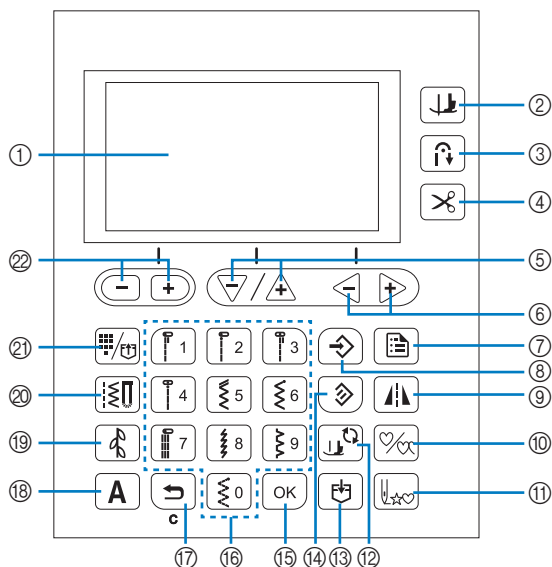 ①
②
③
④
− + − / + − +
㉒
⑤
⑥
㉑
1 2 3
⑦
⑧
⑳
4 5 6
⑨
⑲
7 8 9
⑩
⑱
A
0
OK
⑪
C
⑰ ⑯ ⑮ ⑭ ⑬ ⑫